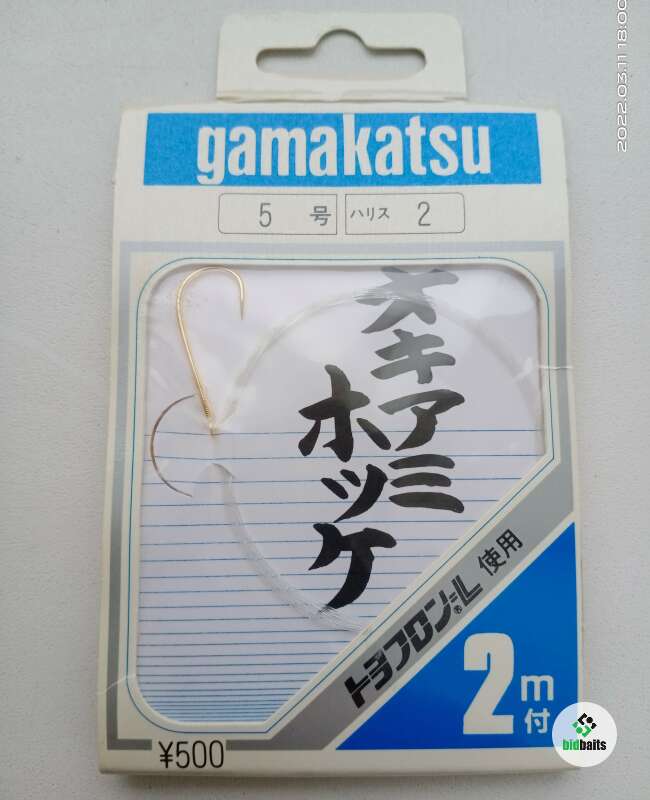 2022.03.11 18:00
gamakatsu
5 号 ハリス 2
オキアミ
ホッケ
トヨフロン=L® 使用
2m付
¥500
bidbaits